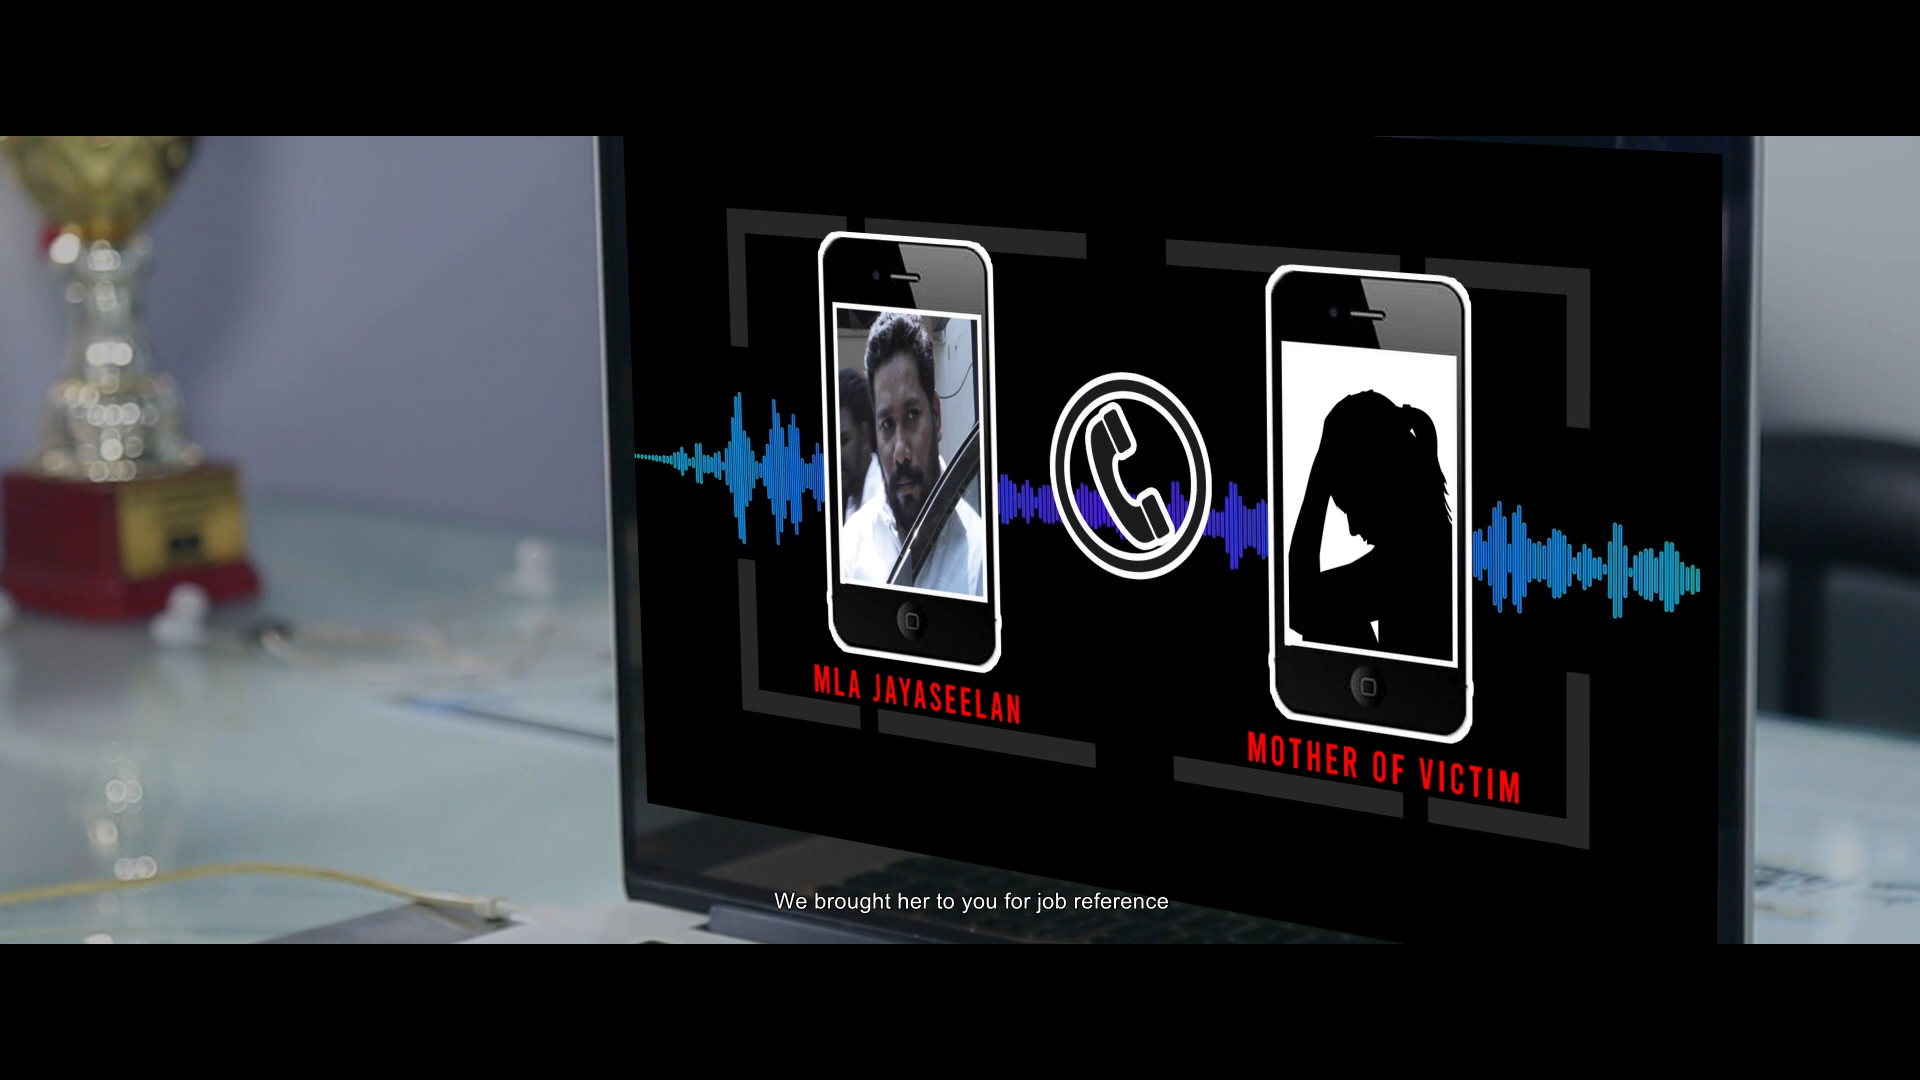 MLA JAYASEELAN
MOTHER OF VICTIM
We brought her to you for job reference